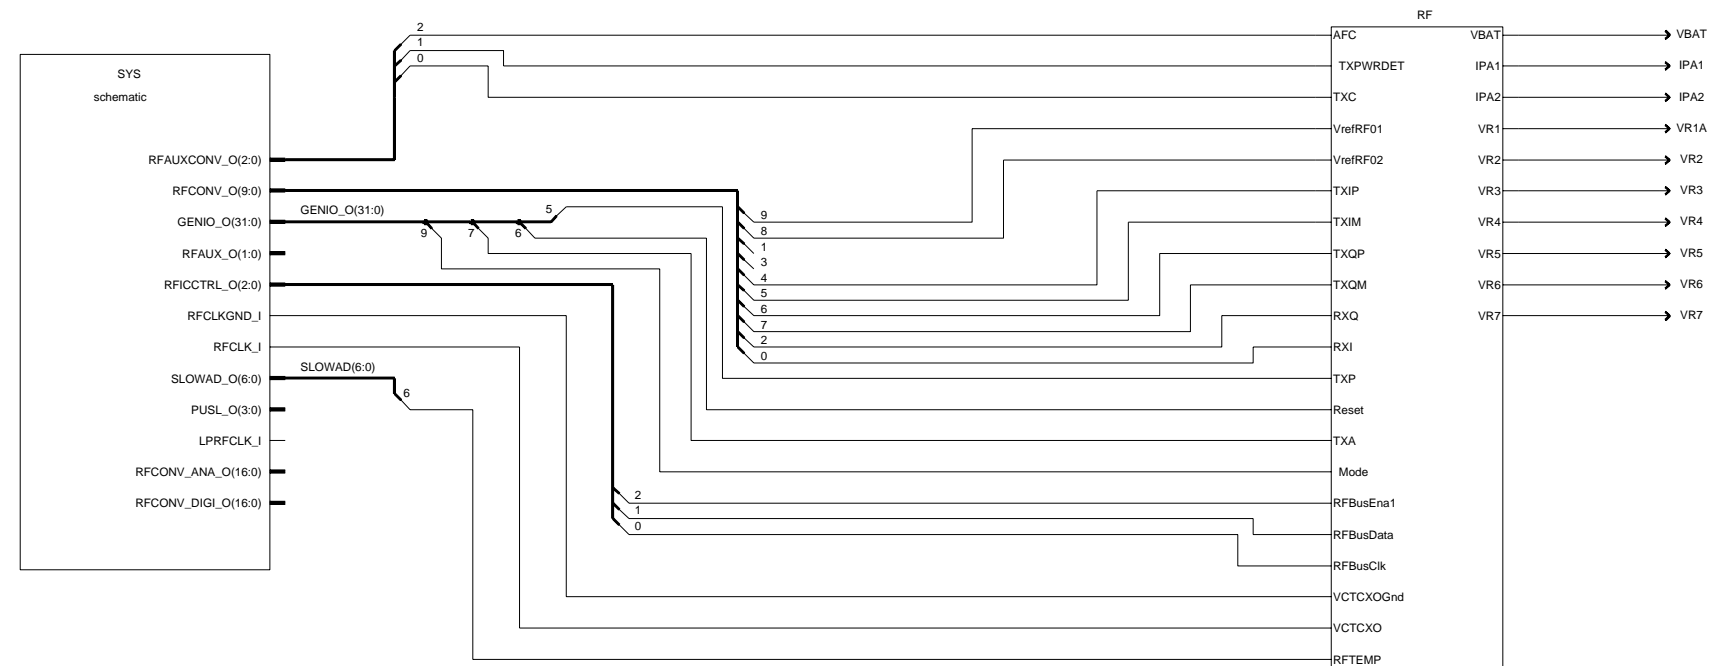 RF
2
AFC
VBAT
VBAT
1
0
TXPWRDET
IPA1
IPA1
SYS
schematic
TXC
IPA2
IPA2
VrefRF01
VR1
VR1A
RFAUXCONV_O(2:0)
VrefRF02
VR2
VR2
RFCONV_O(9:0)
TXIP
VR3
VR3
GENIO_O(31:0)
GENIO_O(31:0)
5
9
7
6
9
8
TXIM
VR4
VR4
RFAUX_O(1:0)
1
3
TXQP
VR5
VR5
RFICCTRL_O(2:0)
4
5
TXQM
VR6
VR6
RFCLKGND_I
6
7
RXQ
VR7
VR7
RFCLK_I
2
0
RXI
SLOWAD_O(6:0)
SLOWAD(6:0)
6
TXP
PUSL_O(3:0)
Reset
LPRFCLK_I
TXA
RFCONV_ANA_O(16:0)
Mode
RFCONV_DIGI_O(16:0)
2
1
0
RFBusEna1
RFBusData
RFBusClk
VCTCXOGnd
VCTCXO
RFTEMP